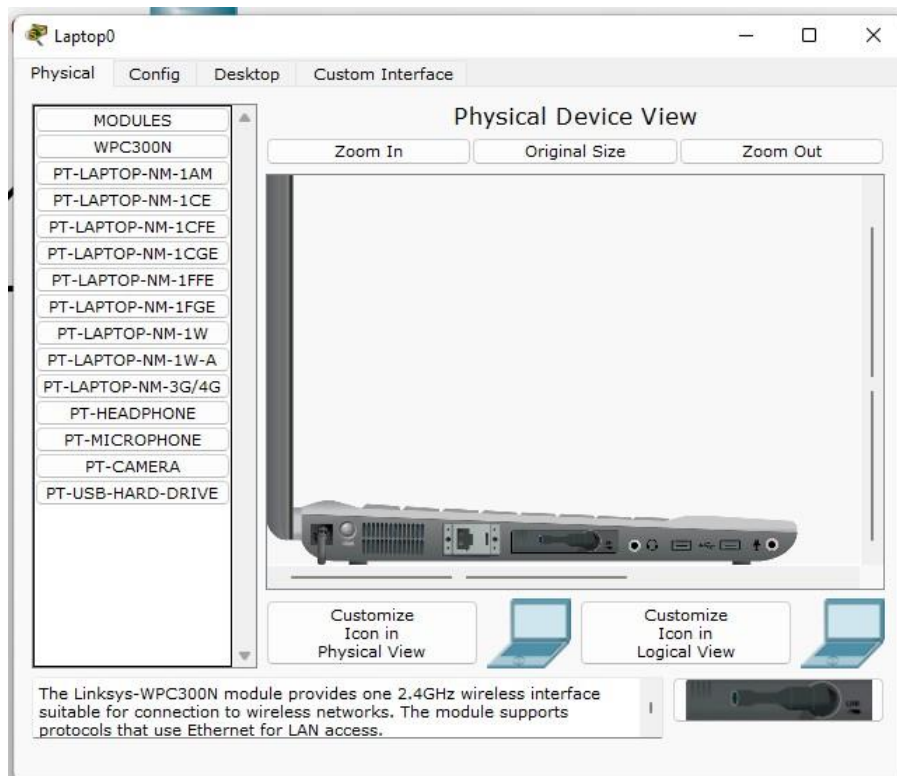 Laptop0
Physical Config Desktop Custom Interface
MODULES
WPC300N
PT-LAPTOP-NM-1AM
PT-LAPTOP-NM-1CE
PT-LAPTOP-NM-1CFE
PT-LAPTOP-NM-1CGE
PT-LAPTOP-NM-1FFE
PT-LAPTOP-NM-1FGE
PT-LAPTOP-NM-1W
PT-LAPTOP-NM-1W-A
PT-LAPTOP-NM-3G/4G
PT-HEADPHONE
PT-MICROPHONE
PT-CAMERA
PT-USB-HARD-DRIVE
Physical Device View
Zoom In Original Size Zoom Out
Customize
Icon in
Physical View
Customize
Icon in
Logical View
The Linksys-WPC300N module provides one 2.4GHz wireless interface
suitable for connection to wireless networks. The module supports
protocols that use Ethernet for LAN access.